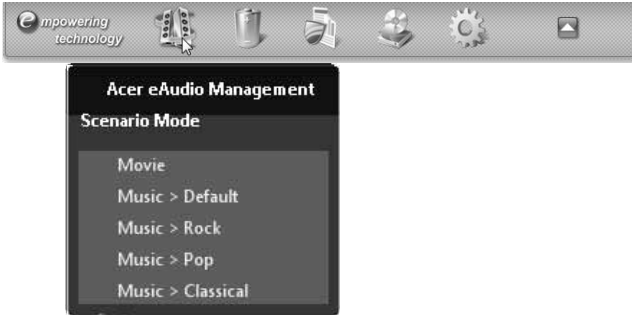 empowering
technology
Acer eAudio Management
Scenario Mode
Movie
Music > Default
Music > Rock
Music > Pop
Music > Classical